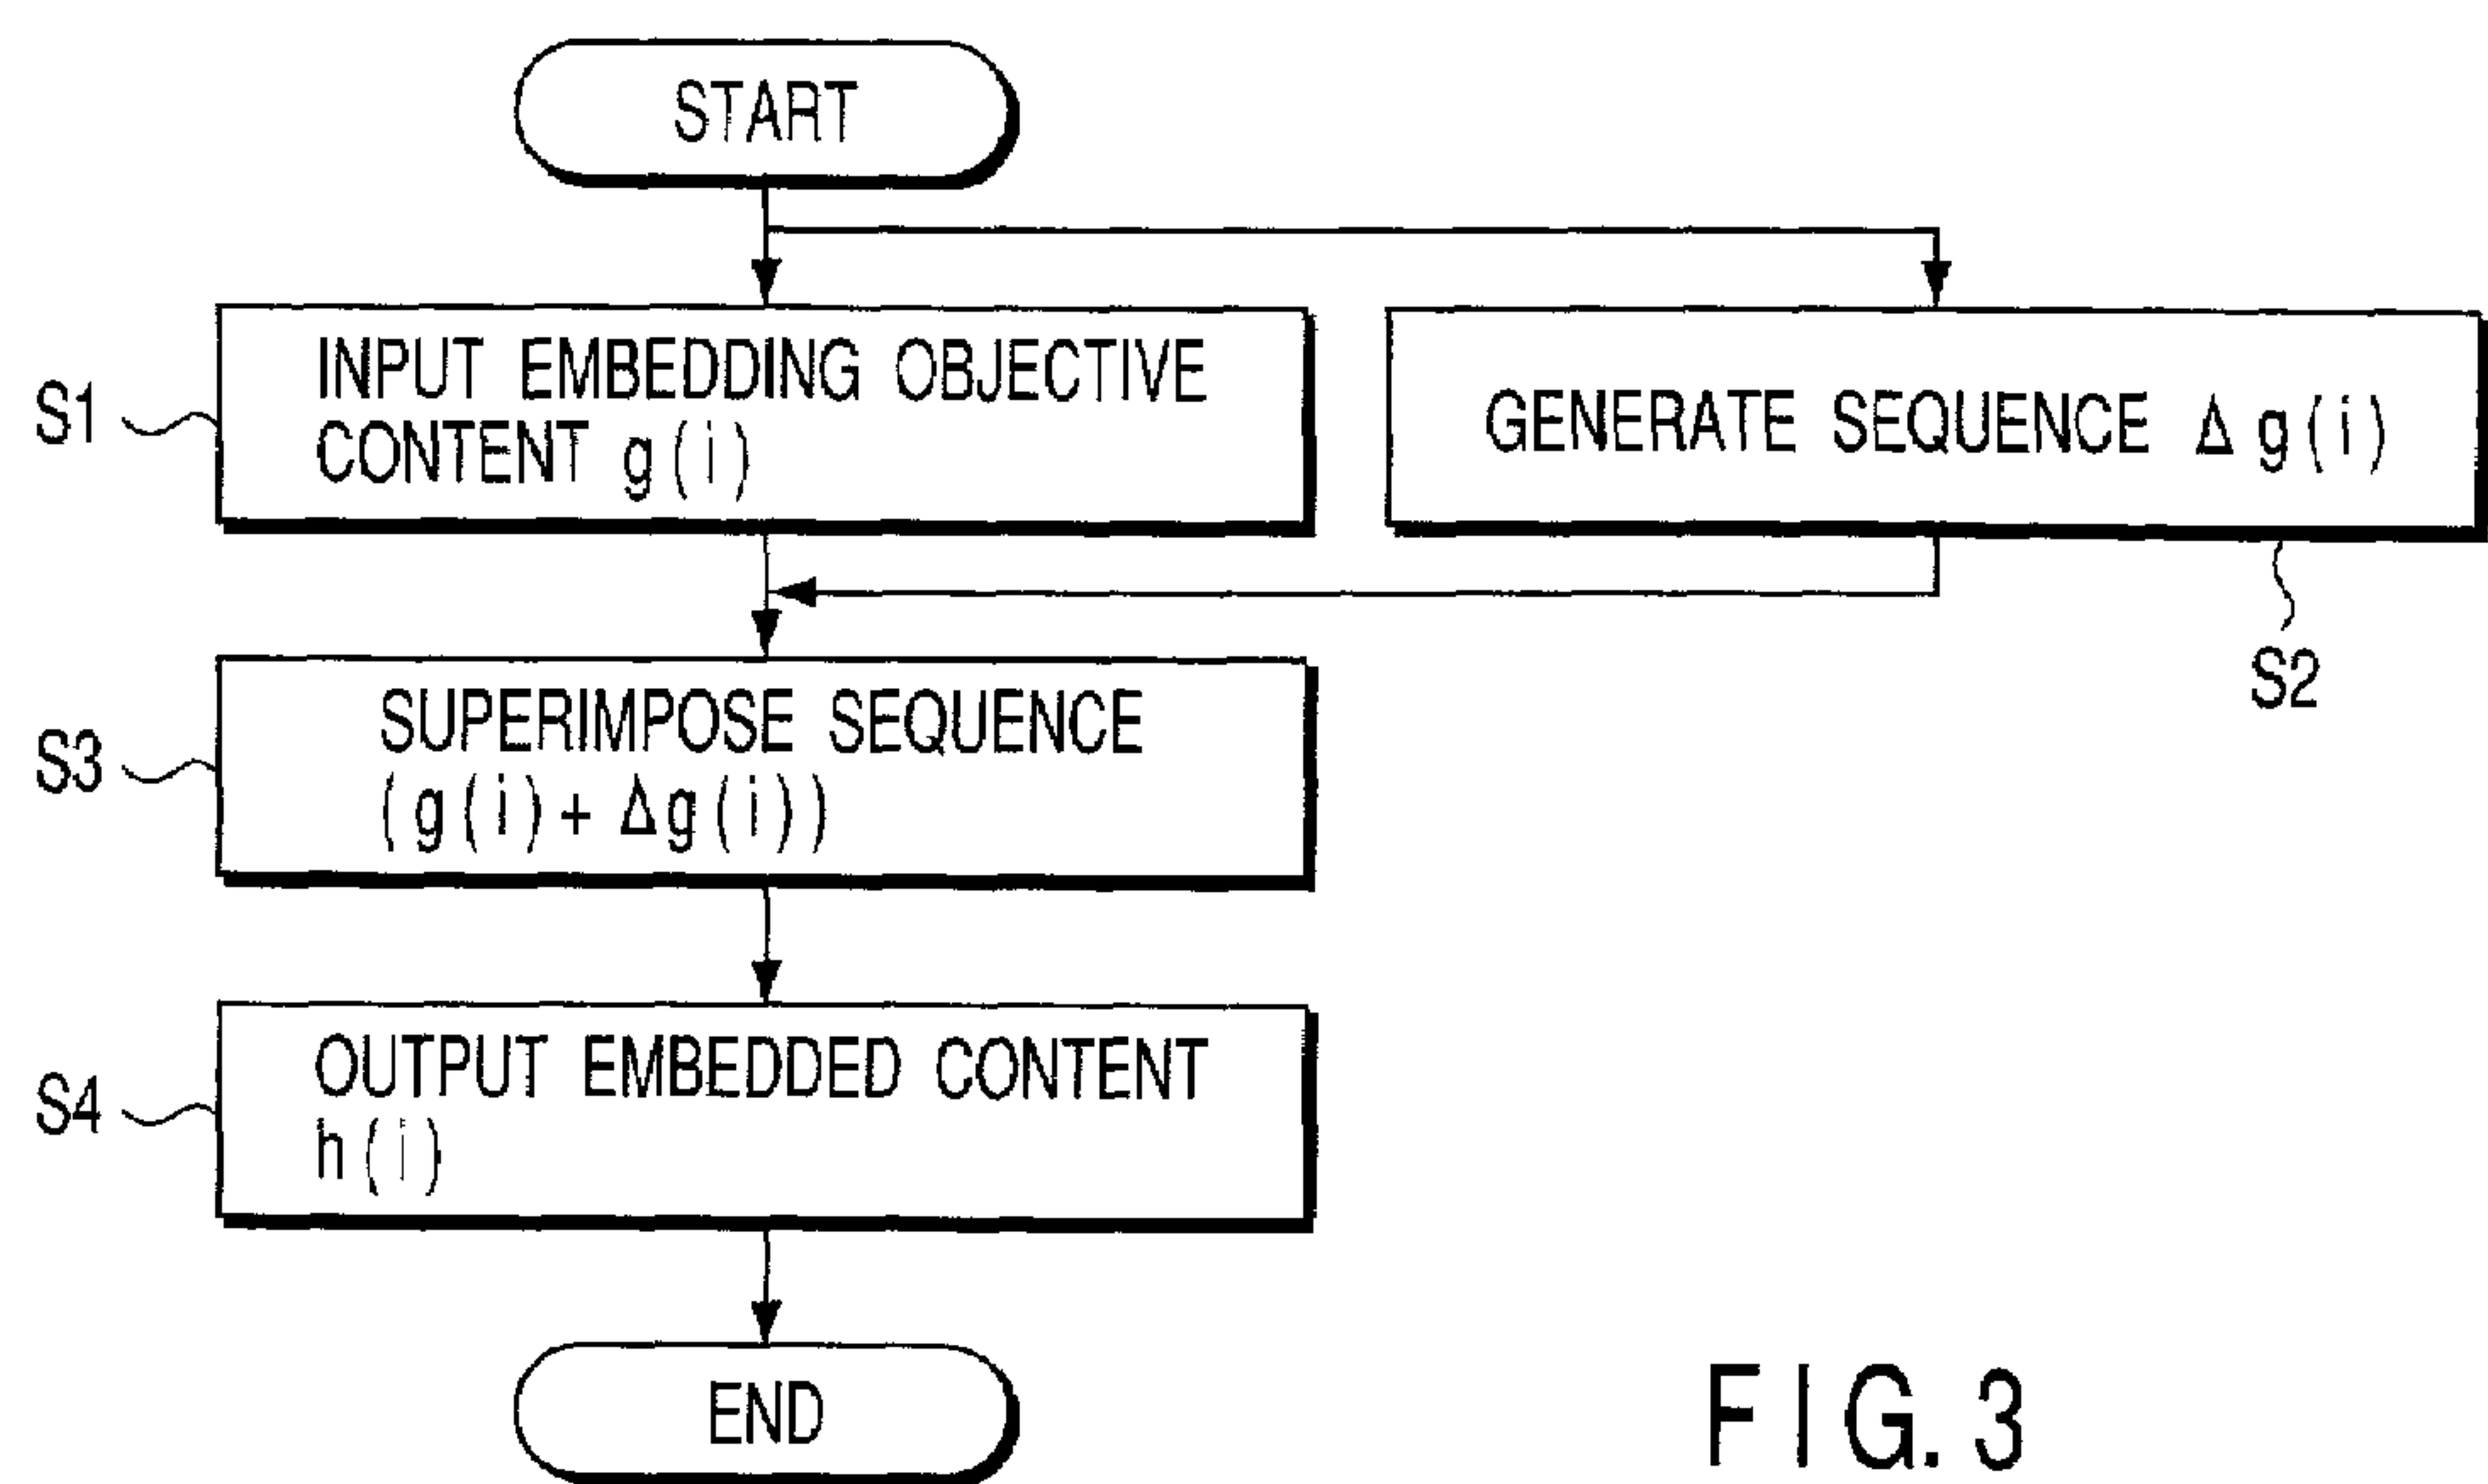 START
S1
INPUT EMBEDDING OBJECTIVE
CONTENT g(i)
GENERATE SEQUENCE Δg(i)
S2
S3
SUPERIMPOSE SEQUENCE
(g(i)+Δg(i))
S4
OUTPUT EMBEDDED CONTENT
h(i)
END
FIG.3